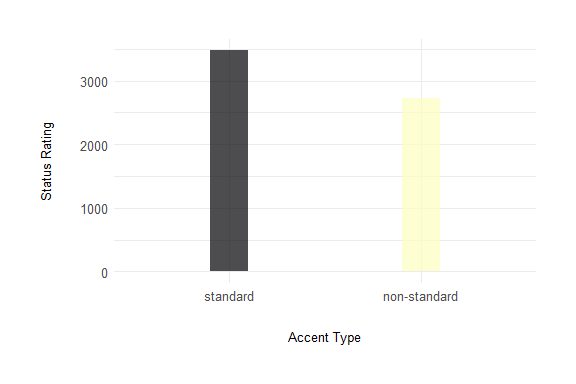 3000
2000
1000
0
Status Rating
standard
non-standard
Accent Type